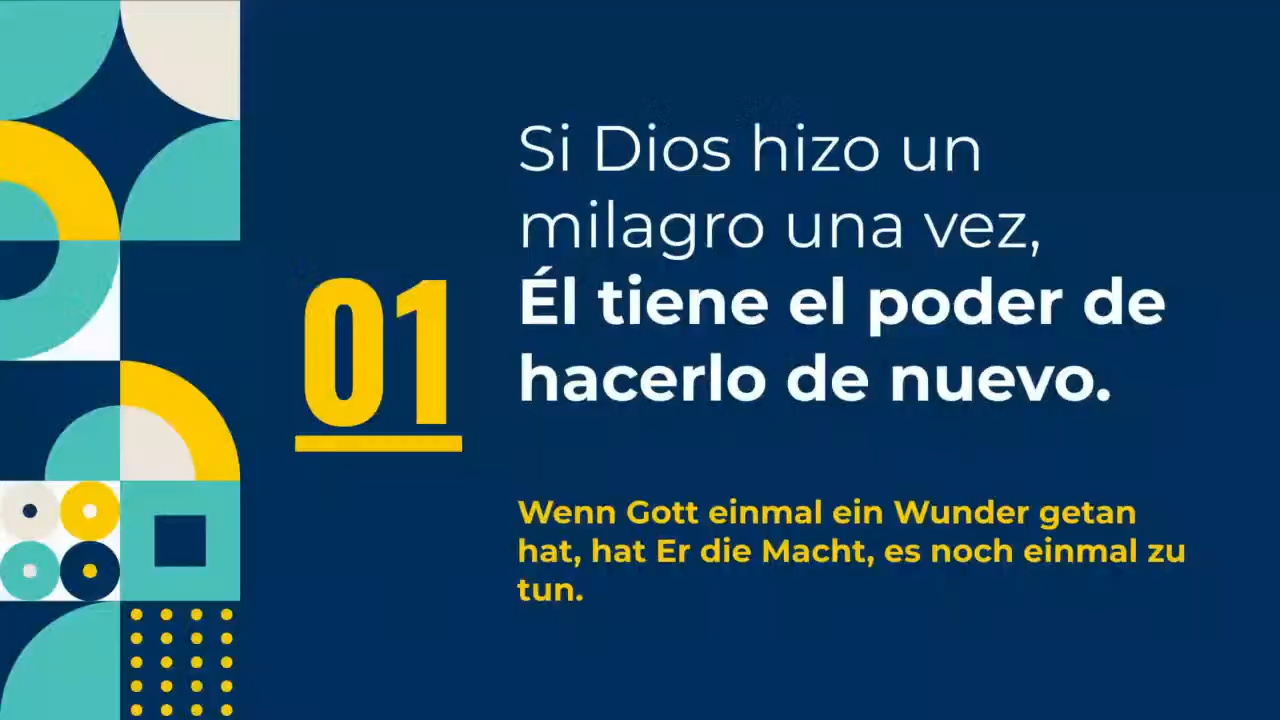 01
Si Dios hizo un
milagro una vez,
Él tiene el poder de
hacerlo de nuevo.
Wenn Gott einmal ein Wunder getan
hat, hat Er die Macht, es noch einmal zu
tun.